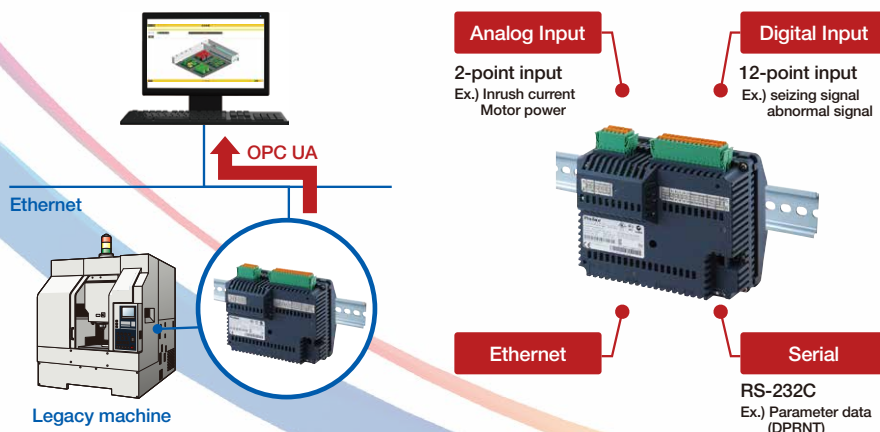 OPC UA
Ethernet
Legacy machine
Analog Input
2-point input
Ex.) Inrush current
Motor power
Digital Input
12-point input
Ex.) seizing signal
abnormal signal
Ethernet
Serial
RS-232C
Ex.) Parameter data
(DPRNT)